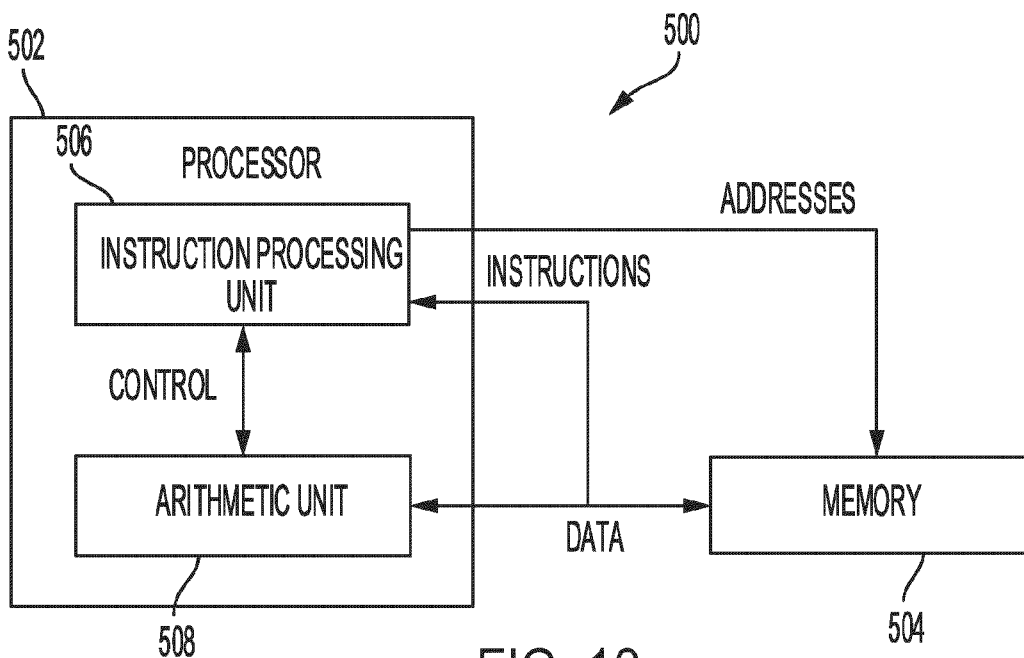 500
502
506
PROCESSOR
ADDRESSES
INSTRUCTION PROCESSING
UNIT
INSTRUCTIONS
CONTROL
ARITHMETIC UNIT
MEMORY
DATA
508
504